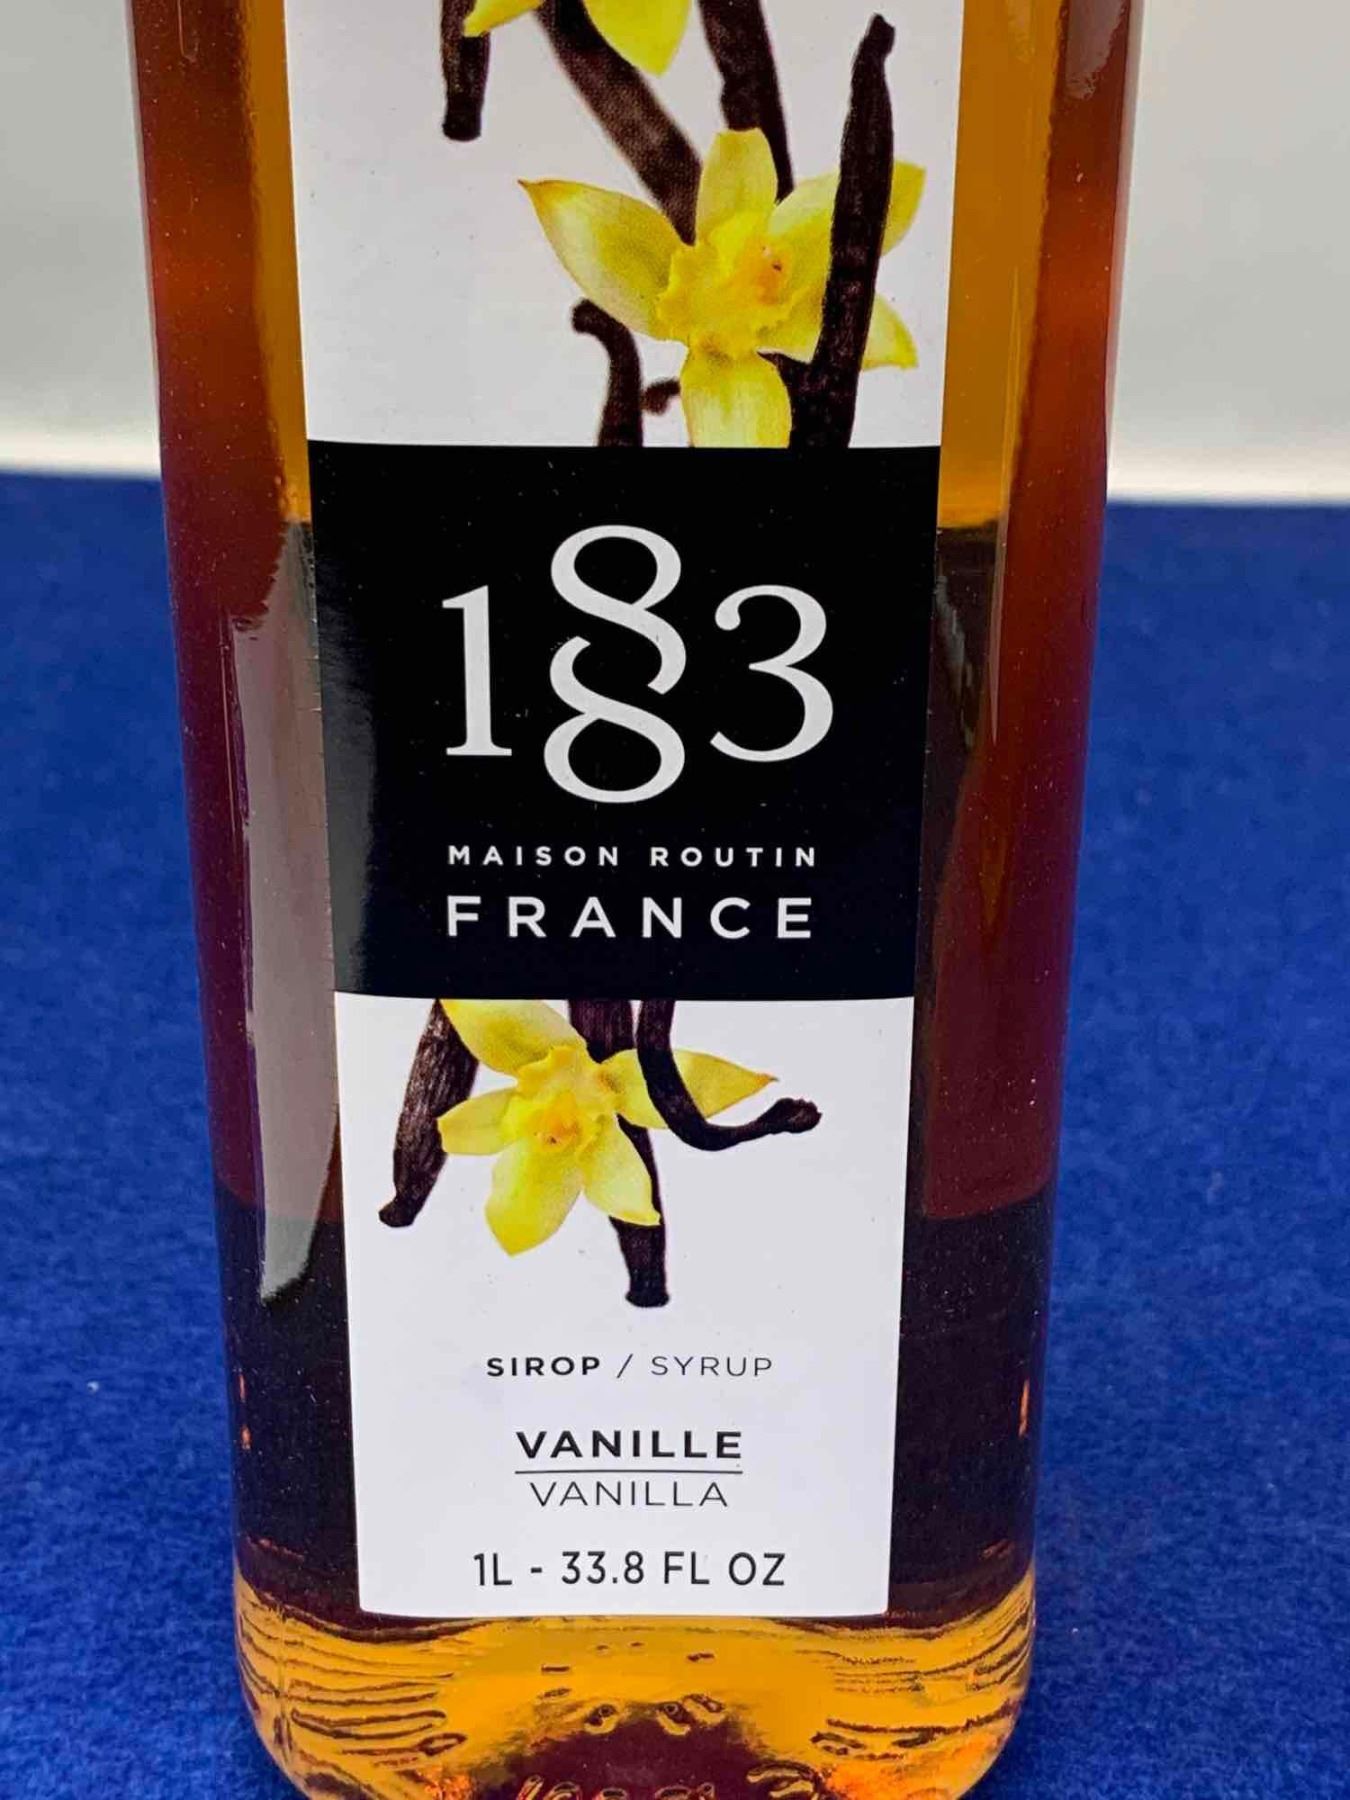 1883
MAISON ROUTIN
FRANCE
SIROP / SYRUP
VANILLE
VANILLA
1L - 33.8 FL OZ